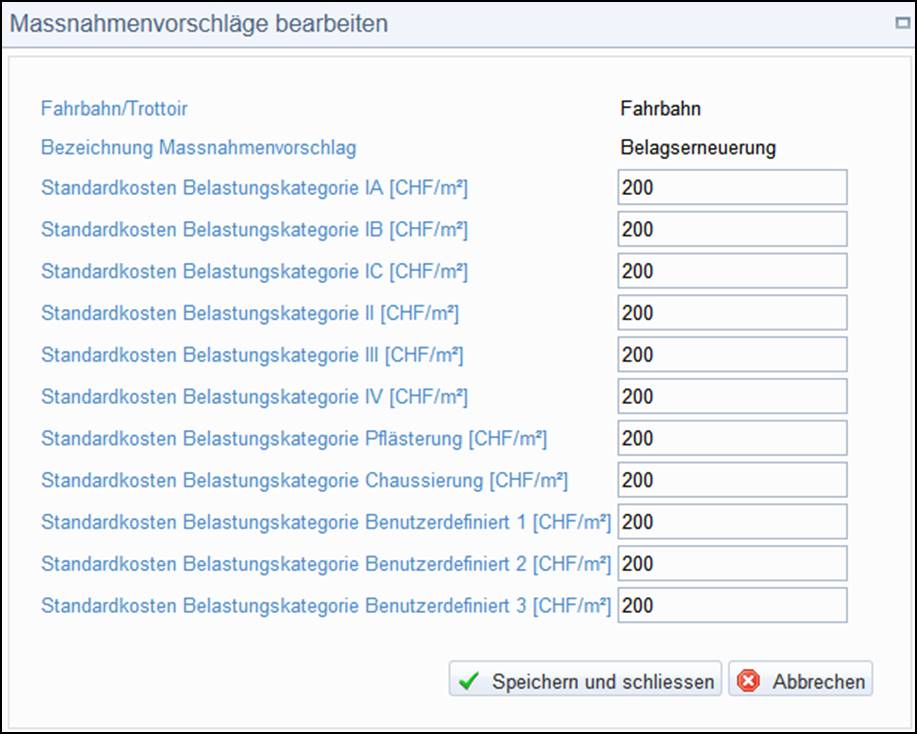 Massnahmenvorschläge bearbeiten
Fahrbahn/Trottoir Fahrbahn
Bezeichnung Massnahmenvorschlag Belagserneuerung
Standardkosten Belastungskategorie IA [CHF/m²] 200
Standardkosten Belastungskategorie IB [CHF/m²] 200
Standardkosten Belastungskategorie IC [CHF/m²] 200
Standardkosten Belastungskategorie II [CHF/m²] 200
Standardkosten Belastungskategorie III [CHF/m²] 200
Standardkosten Belastungskategorie IV [CHF/m²] 200
Standardkosten Belastungskategorie Pflästerung [CHF/m²] 200
Standardkosten Belastungskategorie Chaussierung [CHF/m²] 200
Standardkosten Belastungskategorie Benutzerdefiniert 1 [CHF/m²] 200
Standardkosten Belastungskategorie Benutzerdefiniert 2 [CHF/m²] 200
Standardkosten Belastungskategorie Benutzerdefiniert 3 [CHF/m²] 200
Speichern und schliessen Abbrechen